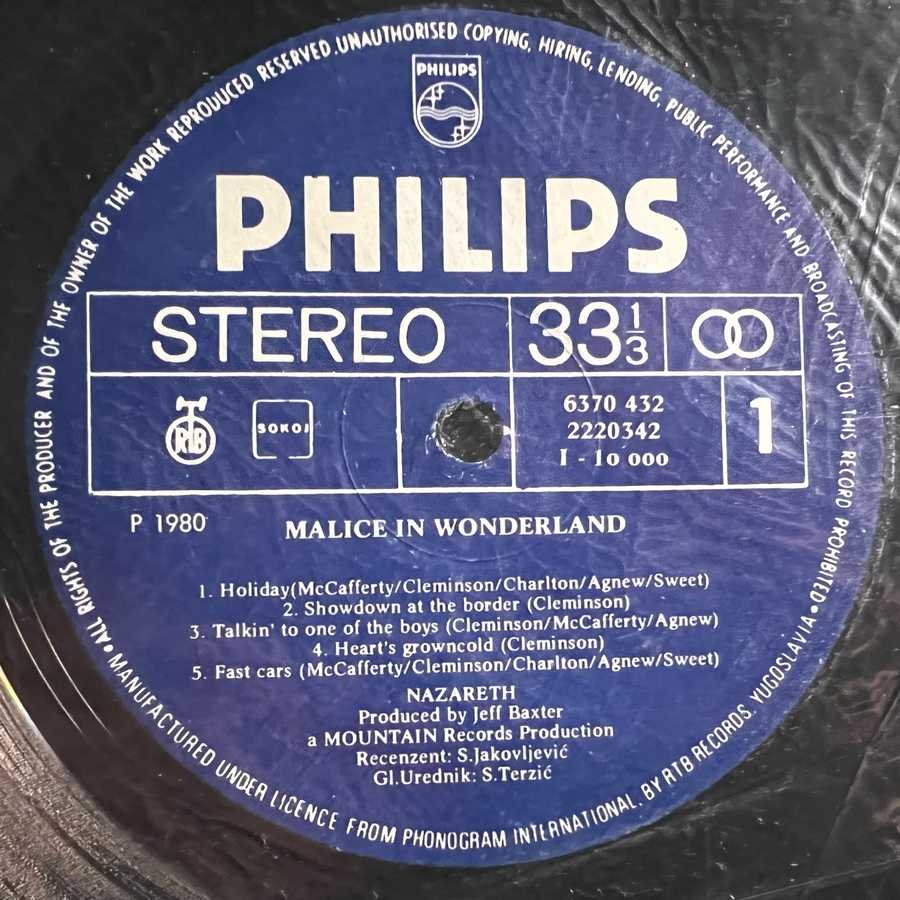 ALL RIGHTS OF THE PRODUCER AND OF THE OWNER OF THE WORK REPRODUCED RESERVED. UNAUTHORISED COPYING, HIRING, LENDING, PUBLIC PERFORMANCE AND BROADCASTING OF THIS RECORD PROHIBITED •
PHILIPS
PHILIPS
STEREO 33 1/3
RTB SOKOJ 6370 432 1
2220342
I - 10 000
P 1980 MALICE IN WONDERLAND
1. Holiday(McCafferty/Cleminson/Charlton/Agnew/Sweet)
2. Showdown at the border (Cleminson)
3. Talkin' to one of the boys (Cleminson/McCafferty/Agnew)
4. Heart's growncold (Cleminson)
5. Fast cars (McCafferty/Cleminson/Charlton/Agnew/Sweet)
NAZARETH
Produced by Jeff Baxter
a MOUNTAIN Records Production
Recenzent: S.Jakovljević
Gl.Urednik: S.Terzić
• MANUFACTURED UNDER LICENCE FROM PHONOGRAM INTERNATIONAL. BY RTB RECORDS. YUGOSLAVIA •